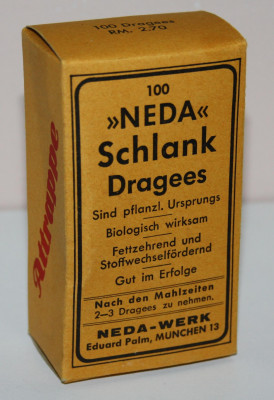 100 Dragees
RM. 2,70
100
»NEDA«
Schlank
Dragees
Sind pflanzl. Ursprungs
Biologisch wirksam
Fettzehrend und
Stoffwechselfördernd
Gut im Erfolge
Nach den Mahlzeiten
2–3 Dragees zu nehmen.
NEDA-WERK
Eduard Palm, MÜNCHEN 13
Attrappe